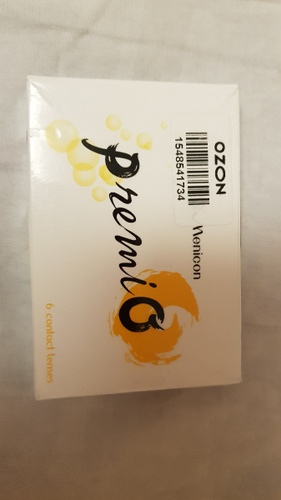 OZON
1548541734
Menicon
premiO
6 contact lenses